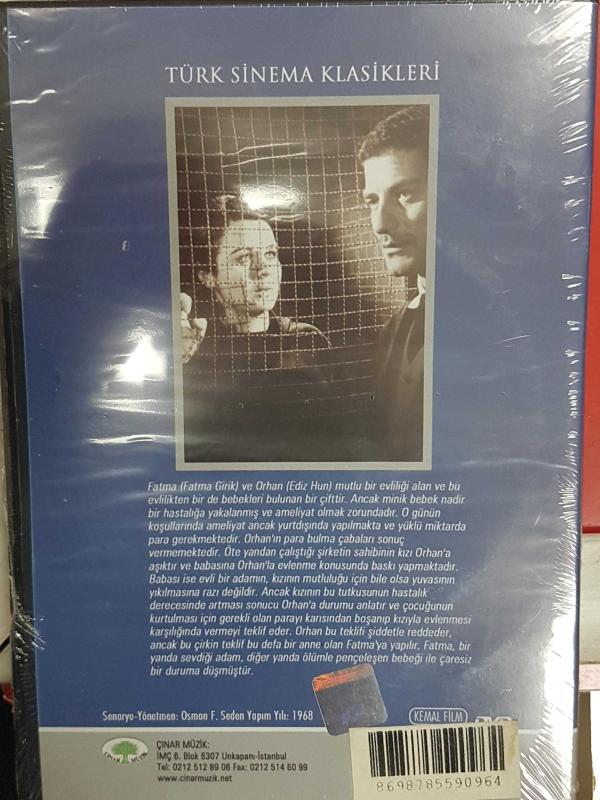 TÜRK SİNEMA KLASİKLERİ
Fatma (Fatma Girik) ve Orhan (Ediz Hun) mutlu bir evliliği alan ve bu
evlilikten bir de bebekleri bulunan bir çifttir. Ancak minik bebek nadir
bir hastalığa yakalanmış ve ameliyat olmak zorundadır. O günün
koşullarında ameliyat ancak yurtdışında yapılmakta ve yüklü miktarda
para gerekmektedir. Orhan'ın para bulma çabaları sonuç
vermemektedir. Öte yandan çalıştığı şirketin sahibinin kızı Orhan'a
aşıktır ve babasına Orhan'la evlenme konusunda baskı yapmaktadır.
Babası ise evli bir adamın, kızının mutluluğu için bile olsa yuvasının
yıkılmasına razı değildir. Ancak kızının bu tutkusunun hastalık
derecesinde artması sonucu Orhan'a durumu anlatır ve çocuğunun
kurtulması için gerekli olan parayı karısından boşanıp kızıyla evlenmesi
karşılığında vermeyi teklif eder. Orhan bu teklifi şiddetle reddeder,
ancak bu çirkin teklif bu defa bir anne olan Fatma'ya yapılır. Fatma, bir
yanda sevdiği adam, diğer yanda ölümle pençeleşen bebeği ile çaresiz
bir duruma düşmüştür.
Senaryo-Yönetmen: Osman F. Seden Yapım Yılı: 1968
KEMAL FİLM
ÇINAR MÜZİK
ÇINAR MÜZİK:
İMÇ 6. Blok 5307 Unkapanı-İstanbul
Tel: 0212 512 89 06 Fax: 0212 514 60 99
www.cinarmuzik.net
8698785590964